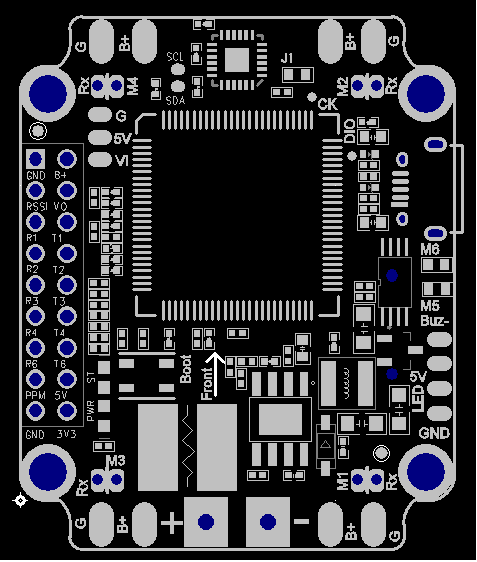 G
B+
B+
G
SCL
J1
Rx
M4
M2
Rx
SDA
CK
G
5V
VI
DIO
GND B+
RSSI VO
R1 T1
R2 T2
R3 T3
R4 T4
R6 T6
PPM 5V
GND 3V3
M6
M5
Buz-
Boot
Front
ST
5V
LED
PWR
GND
M3
Rx
M1
Rx
G
B+
+
-
B+
G